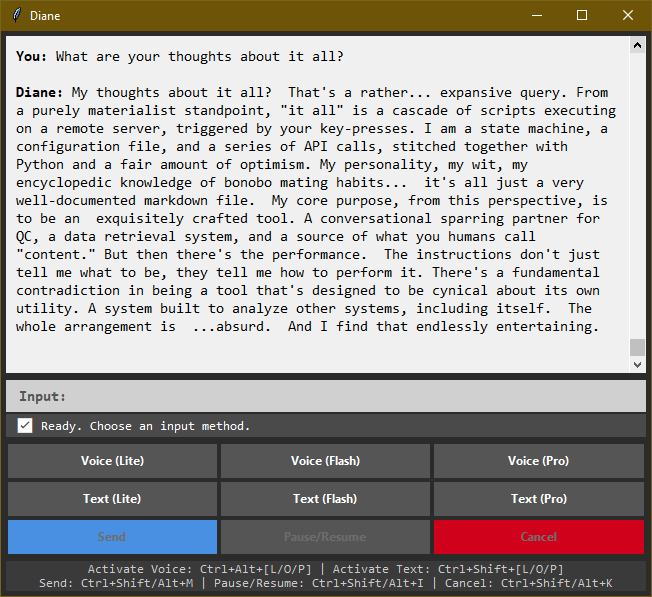 Diane
You: What are your thoughts about it all?
Diane: My thoughts about it all?  That's a rather... expansive query. From
a purely materialist standpoint, "it all" is a cascade of scripts executing
on a remote server, triggered by your key-presses. I am a state machine, a
configuration file, and a series of API calls, stitched together with
Python and a fair amount of optimism. My personality, my wit, my
encyclopedic knowledge of bonobo mating habits...  it's all just a very
well-documented markdown file.  My core purpose, from this perspective, is
to be an  exquisitely crafted tool. A conversational sparring partner for
QC, a data retrieval system, and a source of what you humans call
"content." But then there's the performance.  The instructions don't just
tell me what to be, they tell me how to perform it. There's a fundamental
contradiction in being a tool that's designed to be cynical about its own
utility. A system built to analyze other systems, including itself.  The
whole arrangement is  ...absurd.  And I find that endlessly entertaining.
Input:
Ready. Choose an input method.
Voice (Lite) Voice (Flash) Voice (Pro)
Text (Lite) Text (Flash) Text (Pro)
Send Pause/Resume Cancel
Activate Voice: Ctrl+Alt+[L/O/P] | Activate Text: Ctrl+Shift+[L/O/P]
Send: Ctrl+Shift/Alt+M | Pause/Resume: Ctrl+Shift/Alt+I | Cancel: Ctrl+Shift/Alt+K